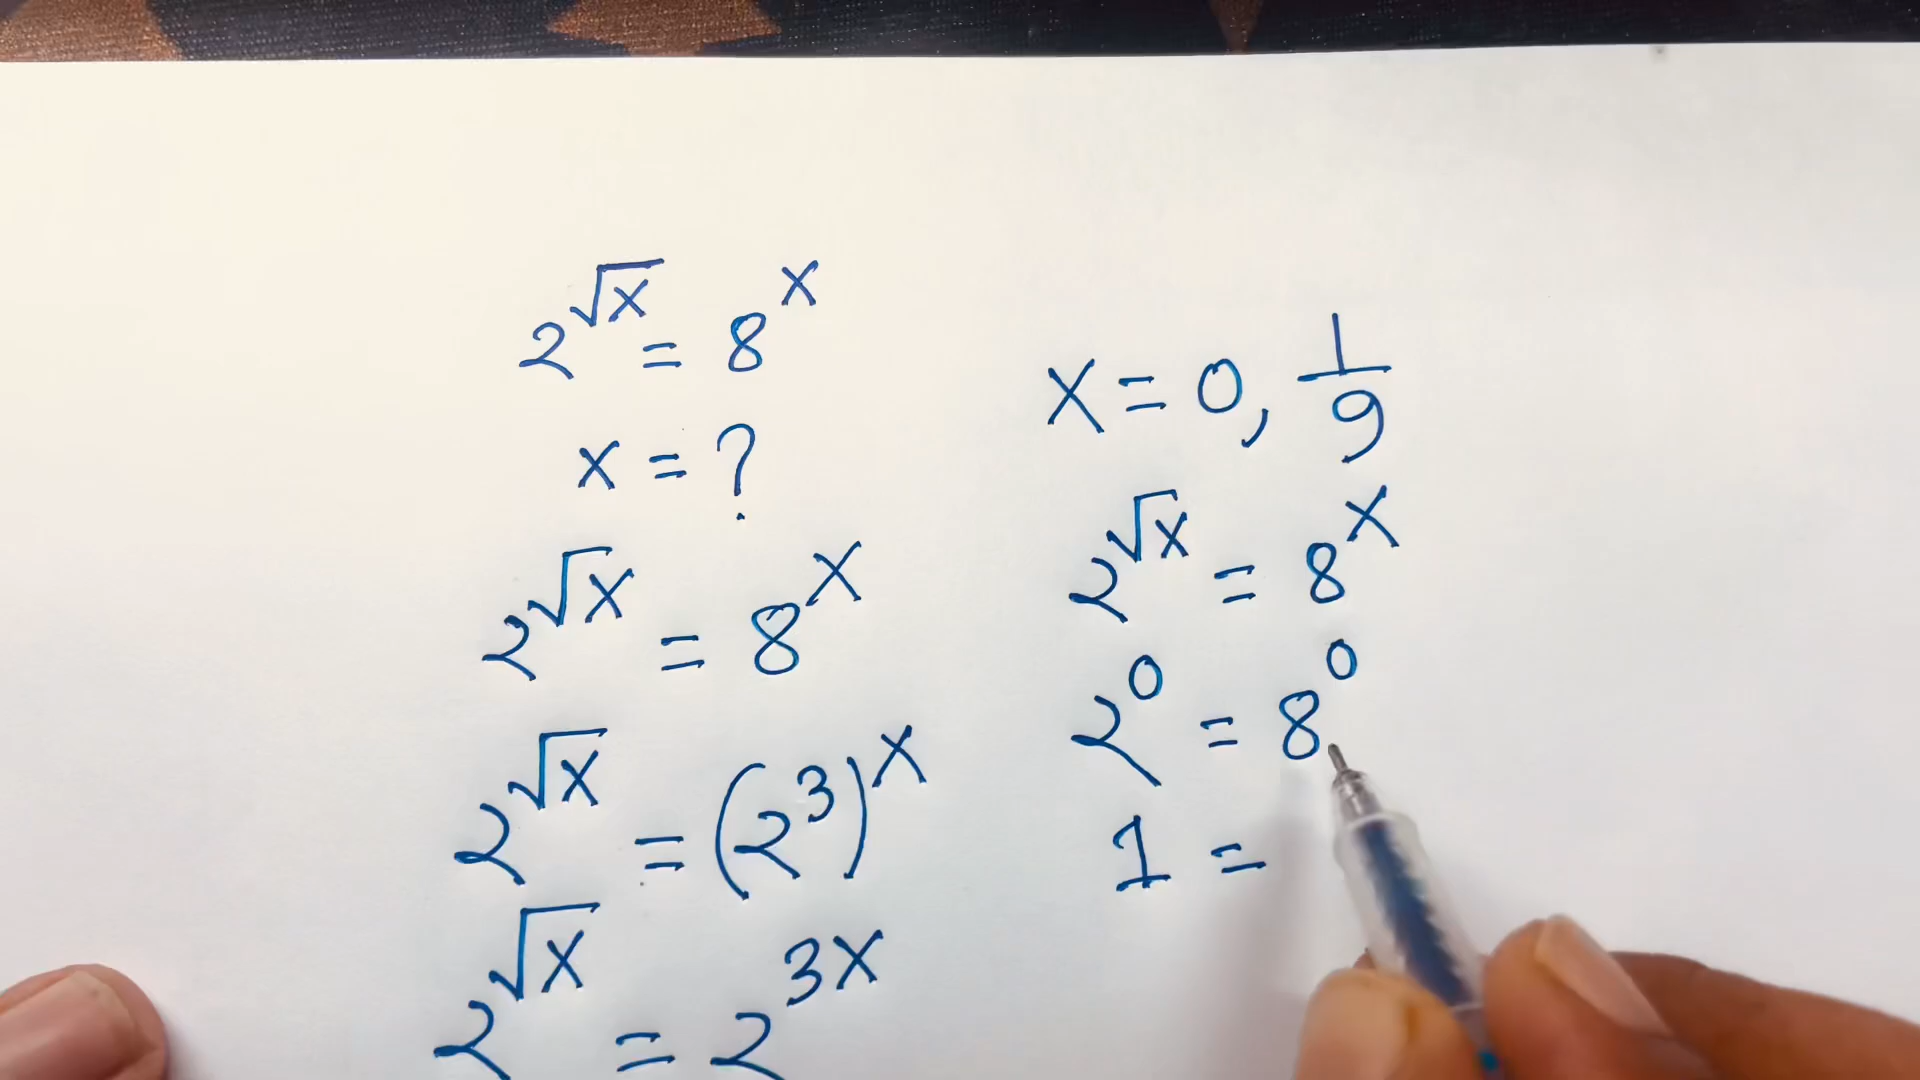 2^√x = 8^x
x = ?
2^√x = 8^x
2^√x = (2^3)^x
2^√x = 2^3x
x = 0, 1/9
2^√x = 8^x
2^0 = 8^0
1 =